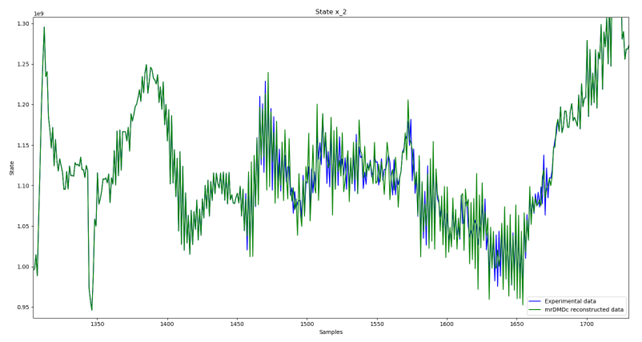 State x_2
1e9
1.30
1.25
1.20
1.15
1.10
1.05
1.00
0.95
State
1350
1400
1450
1500
1550
1600
1650
1700
Samples
Experimental data
mrDMDc reconstructed data